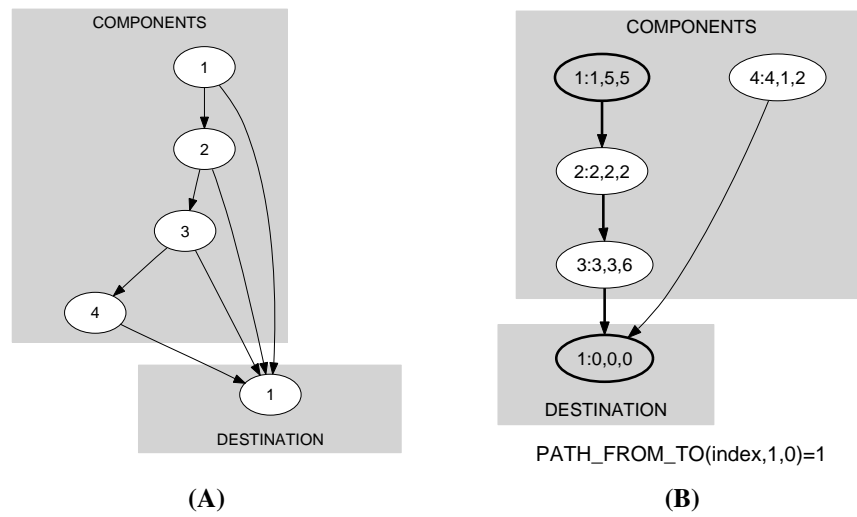 COMPONENTS
1
2
3
4
1
DESTINATION
(A)
COMPONENTS
1:1,5,5
4:4,1,2
2:2,2,2
3:3,3,6
1:0,0,0
DESTINATION
PATH_FROM_TO(index,1,0)=1
(B)